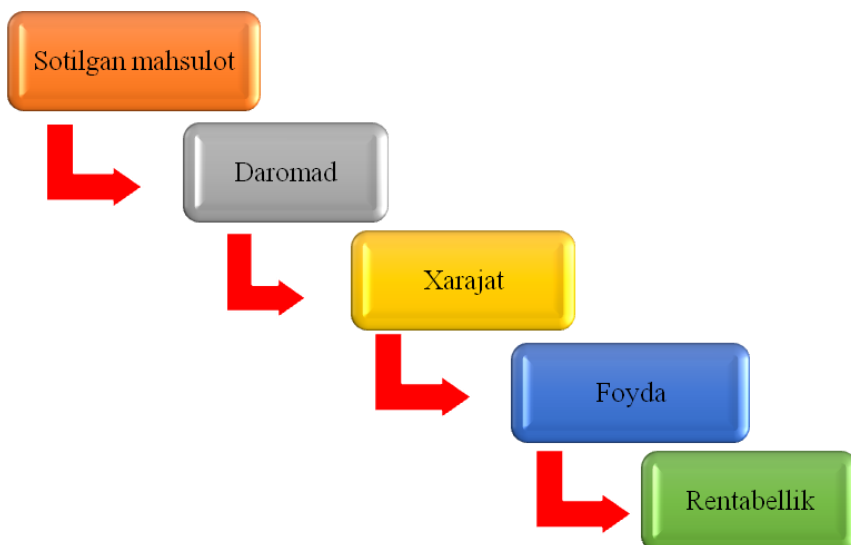 Sotilgan mahsulot
Daromad
Xarajat
Foyda
Rentabellik